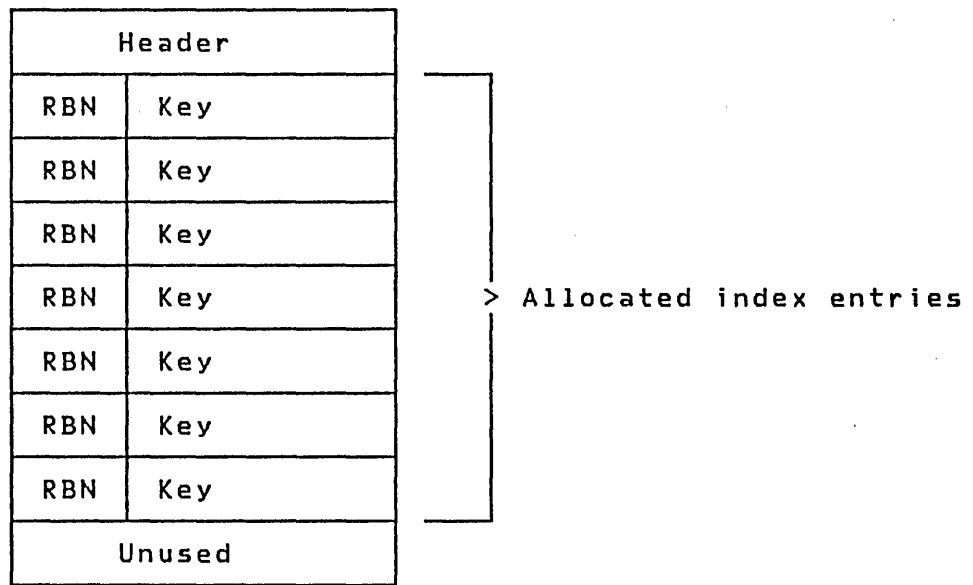 Header
RBN Key
RBN Key
RBN Key
RBN Key > Allocated index entries
RBN Key
RBN Key
RBN Key
Unused